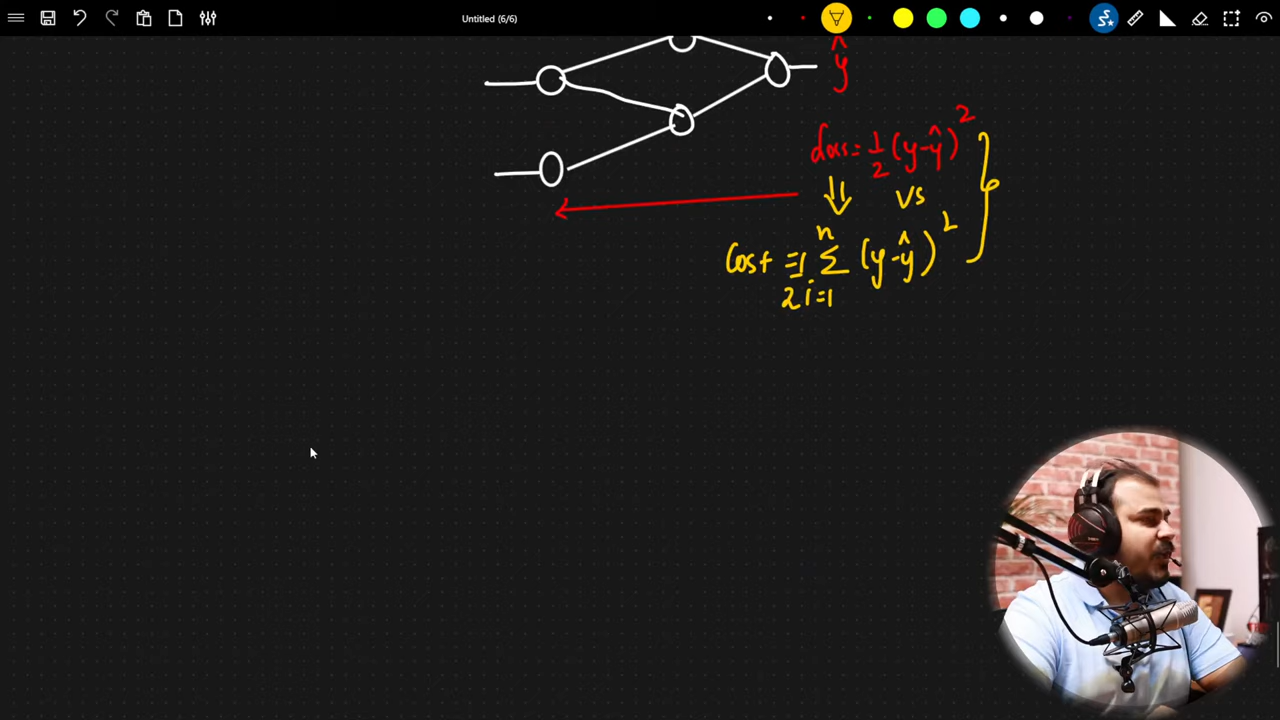 Untitled (6/6)
ŷ
Loss = 1/2 (y-ŷ)²
vs
Cost = 1/2 n Σ i=1 (y-ŷ)²